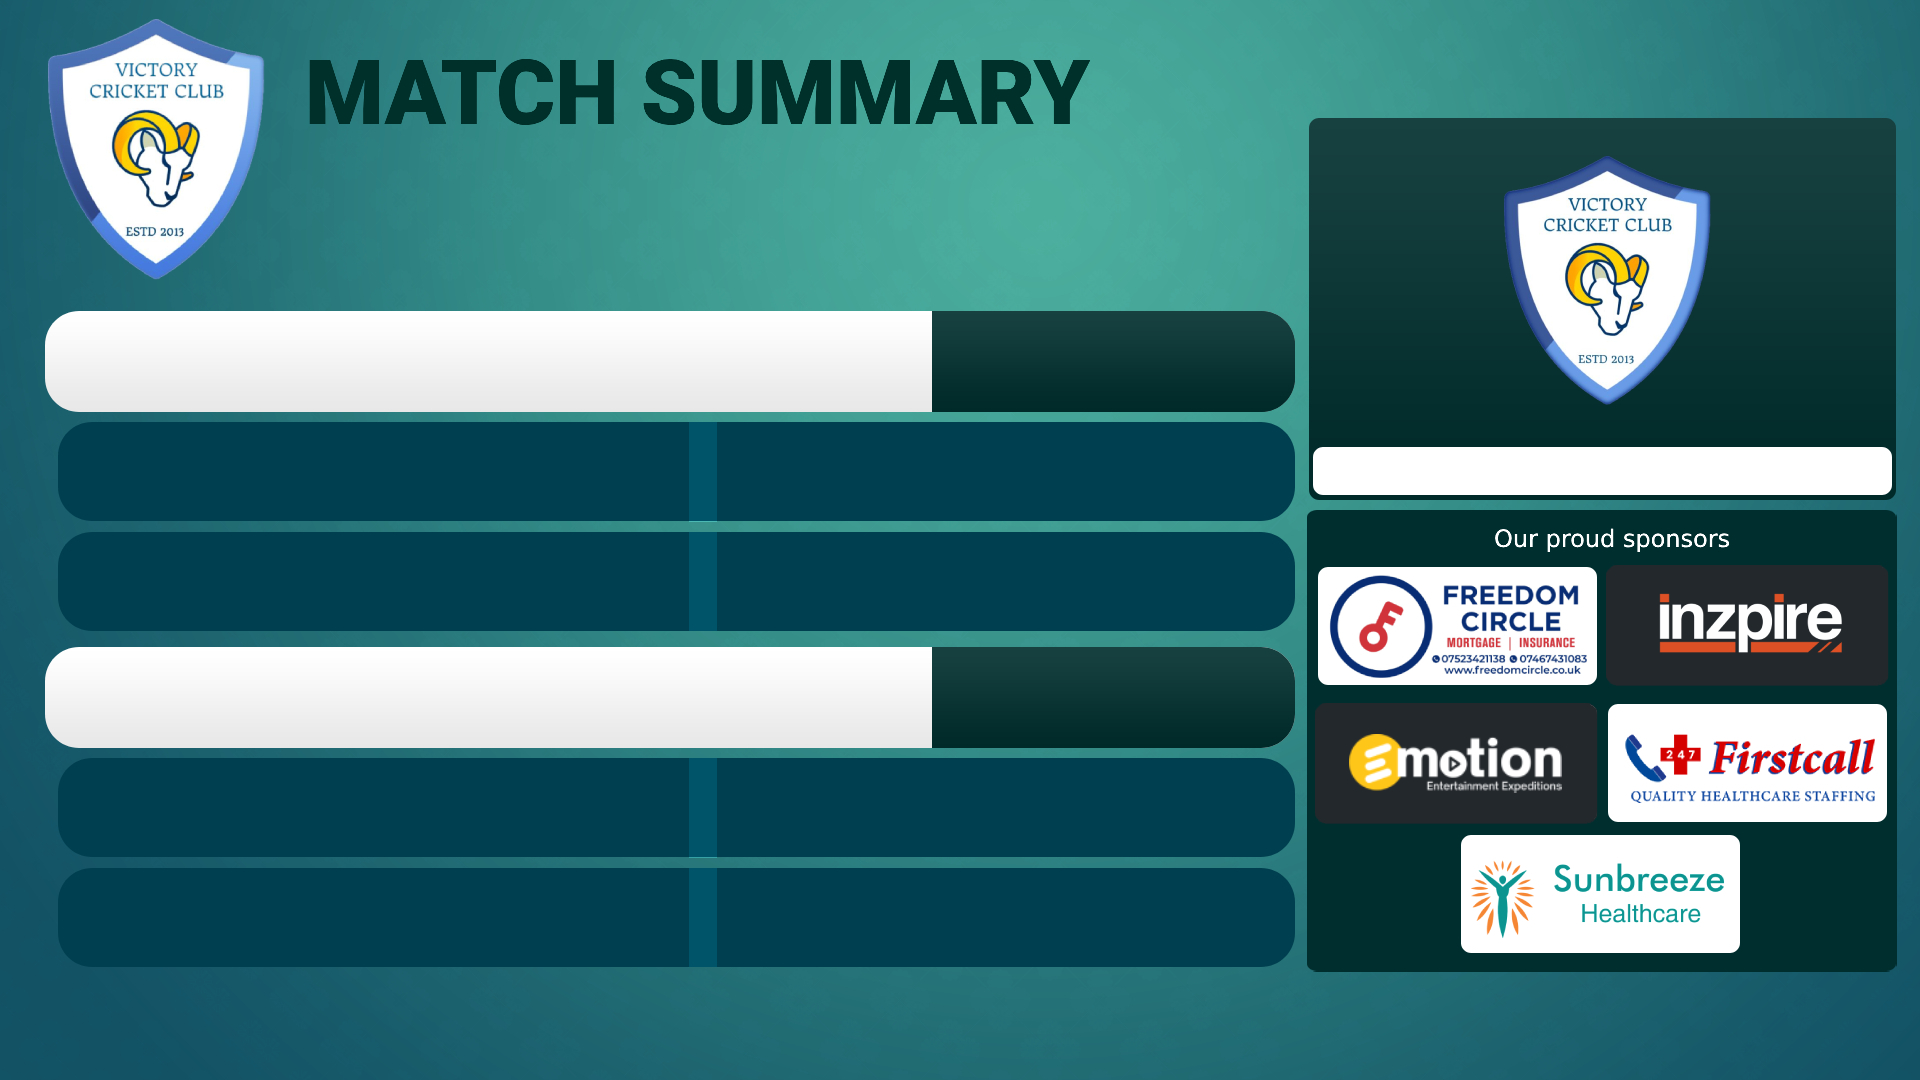 VICTORY
CRICKET CLUB
ESTD 2013
MATCH SUMMARY
VICTORY
CRICKET CLUB
ESTD 2013
Our proud sponsors
FREEDOM
CIRCLE
MORTGAGE | INSURANCE
07523421138 07467431083
www.freedomcircle.co.uk
inzpire
Emotion
Entertainment Expeditions
247 Firstcall
QUALITY HEALTHCARE STAFFING
Sunbreeze
Healthcare